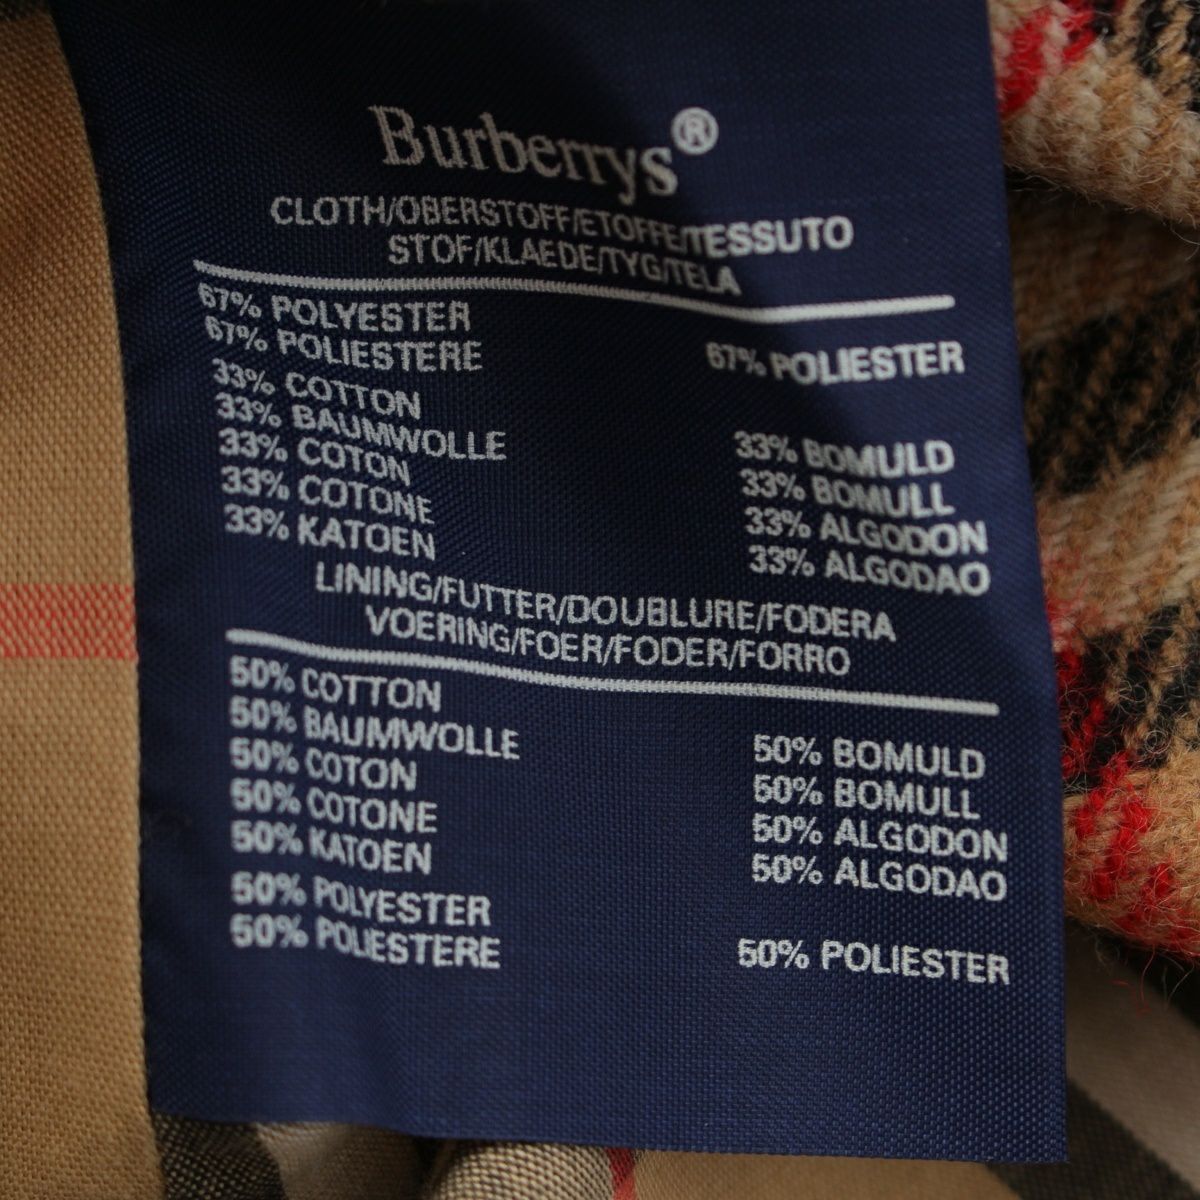 Burberrys®
CLOTH/OBERSTOFF/ETOFFE/TESSUTO
STOF/KLAEDE/TYG/TELA
67% POLYESTER
67% POLIESTERE 67% POLIESTER
33% COTTON
33% BAUMWOLLE 33% BOMULD
33% COTON 33% BOMULL
33% COTONE 33% ALGODON
33% KATOEN 33% ALGODAO
LINING/FUTTER/DOUBLURE/FODERA
VOERING/FOER/FODER/FORRO
50% COTTON
50% BAUMWOLLE 50% BOMULD
50% COTON 50% BOMULL
50% COTONE 50% ALGODON
50% KATOEN 50% ALGODAO
50% POLYESTER
50% POLIESTERE 50% POLIESTER